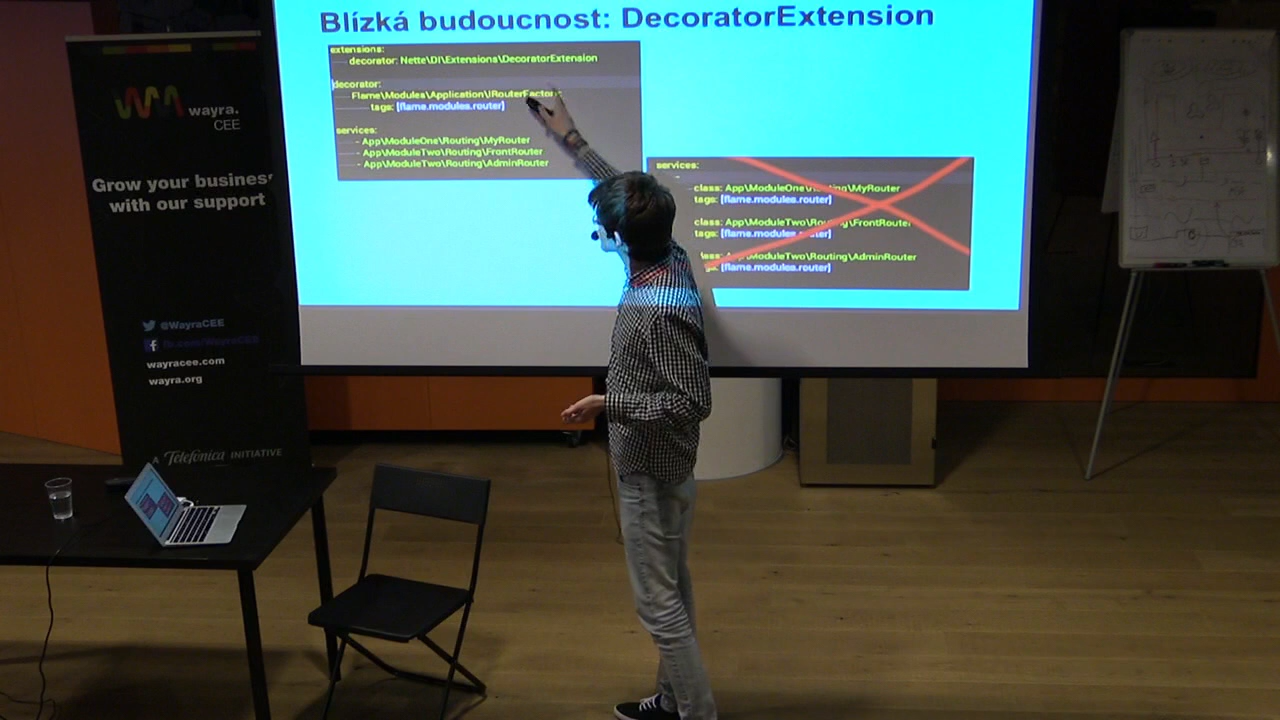 Blízká budoucnost: DecoratorExtension
extensions:
decorator: Nette\DI\Extensions\DecoratorExtension
decorator:
Flame\Modules\Application\IRouterFactory
tags: [flame.modules.router]
services:
- App\ModuleOne\Routing\MyRouter
- App\ModuleTwo\Routing\FrontRouter
- App\ModuleTwo\Routing\AdminRouter
services:
class: App\ModuleOne\Routing\MyRouter
tags: [flame.modules.router]
class: App\ModuleTwo\Routing\FrontRouter
tags: [flame.modules.router]
class: App\ModuleTwo\Routing\AdminRouter
tags: [flame.modules.router]
wayra.
CEE
Grow your business
with our support
@WayraCEE
fb.com/WayraCEE
wayracee.com
wayra.org
A Telefónica INITIATIVE